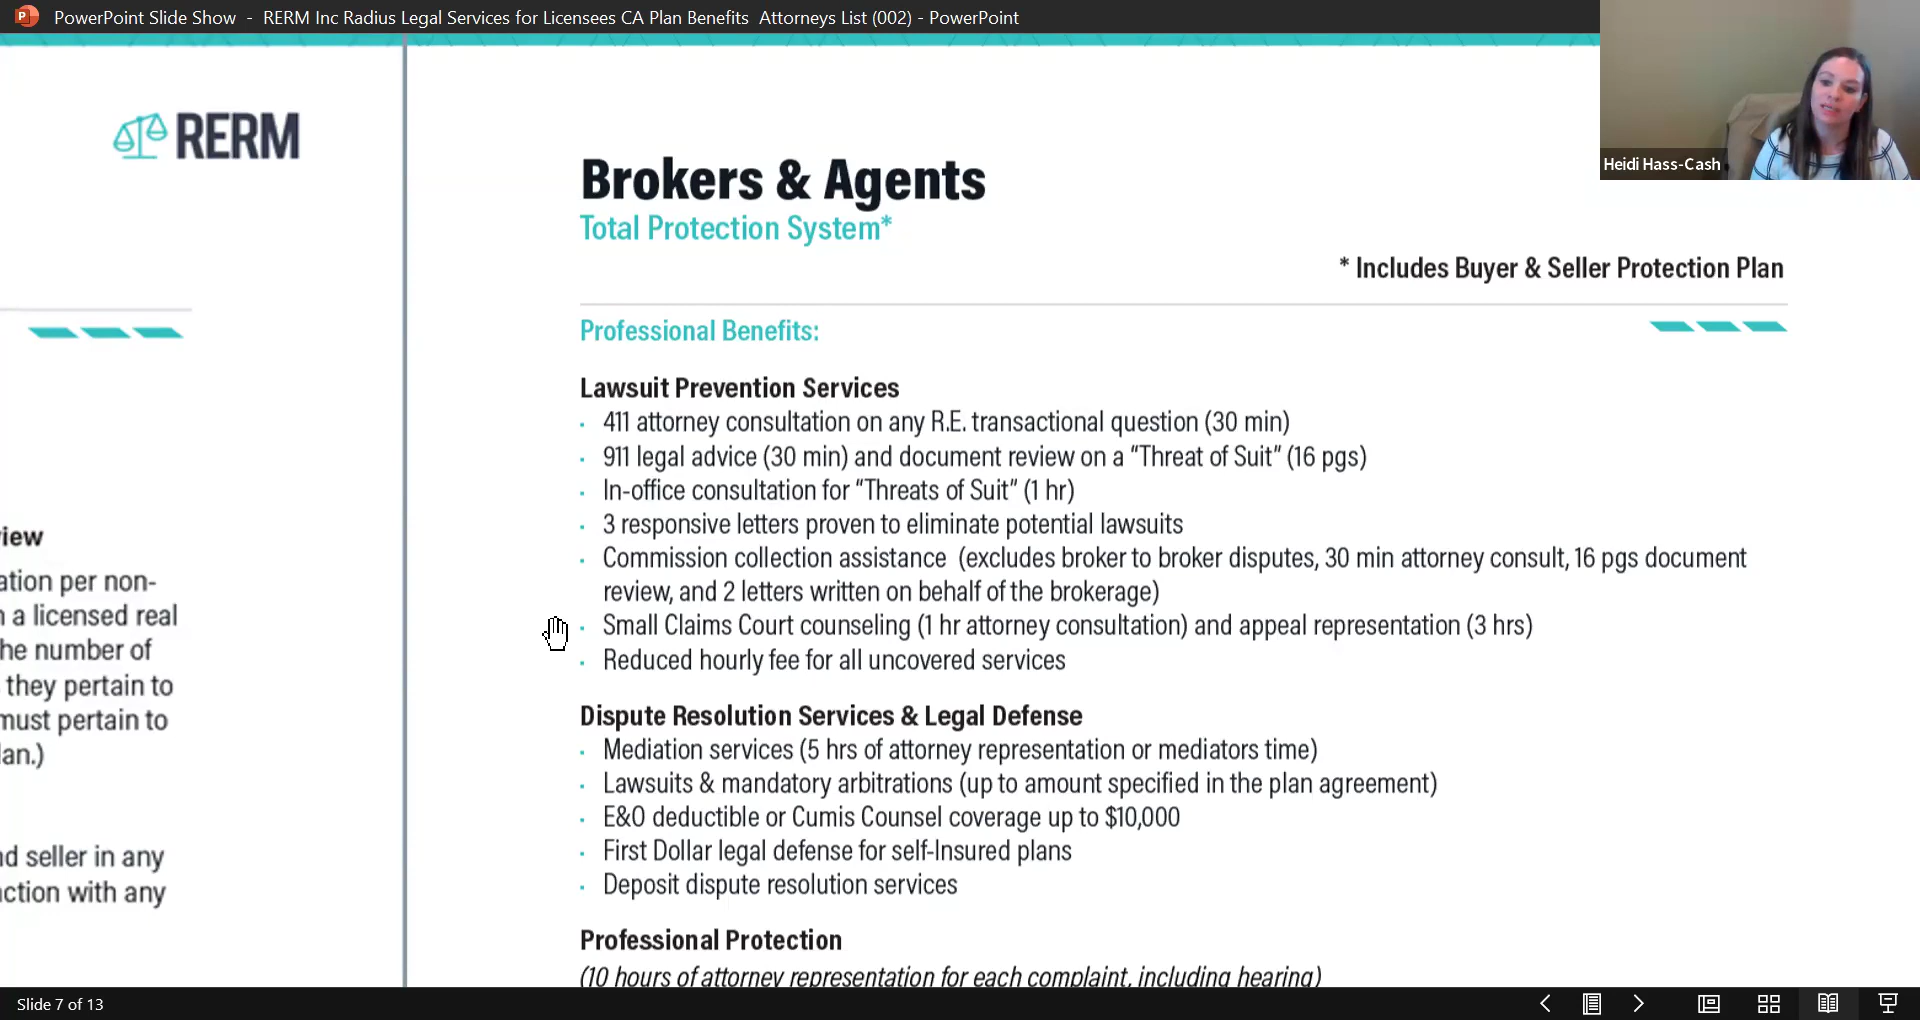 PowerPoint Slide Show - RERM Inc Radius Legal Services for Licensees CA Plan Benefits Attorneys List (002) - PowerPoint
Heidi Hass-Cash
RERM
iew
ation per non-
a licensed real
he number of
they pertain to
must pertain to
an.)
d seller in any
ction with any
Brokers & Agents
Total Protection System*
* Includes Buyer & Seller Protection Plan
Professional Benefits:
Lawsuit Prevention Services
· 411 attorney consultation on any R.E. transactional question (30 min)
· 911 legal advice (30 min) and document review on a “Threat of Suit” (16 pgs)
· In-office consultation for “Threats of Suit” (1 hr)
· 3 responsive letters proven to eliminate potential lawsuits
· Commission collection assistance (excludes broker to broker disputes, 30 min attorney consult, 16 pgs document
review, and 2 letters written on behalf of the brokerage)
· Small Claims Court counseling (1 hr attorney consultation) and appeal representation (3 hrs)
· Reduced hourly fee for all uncovered services
Dispute Resolution Services & Legal Defense
· Mediation services (5 hrs of attorney representation or mediators time)
· Lawsuits & mandatory arbitrations (up to amount specified in the plan agreement)
· E&O deductible or Cumis Counsel coverage up to $10,000
· First Dollar legal defense for self-Insured plans
· Deposit dispute resolution services
Professional Protection
(10 hours of attorney representation for each complaint, including hearing)
Slide 7 of 13